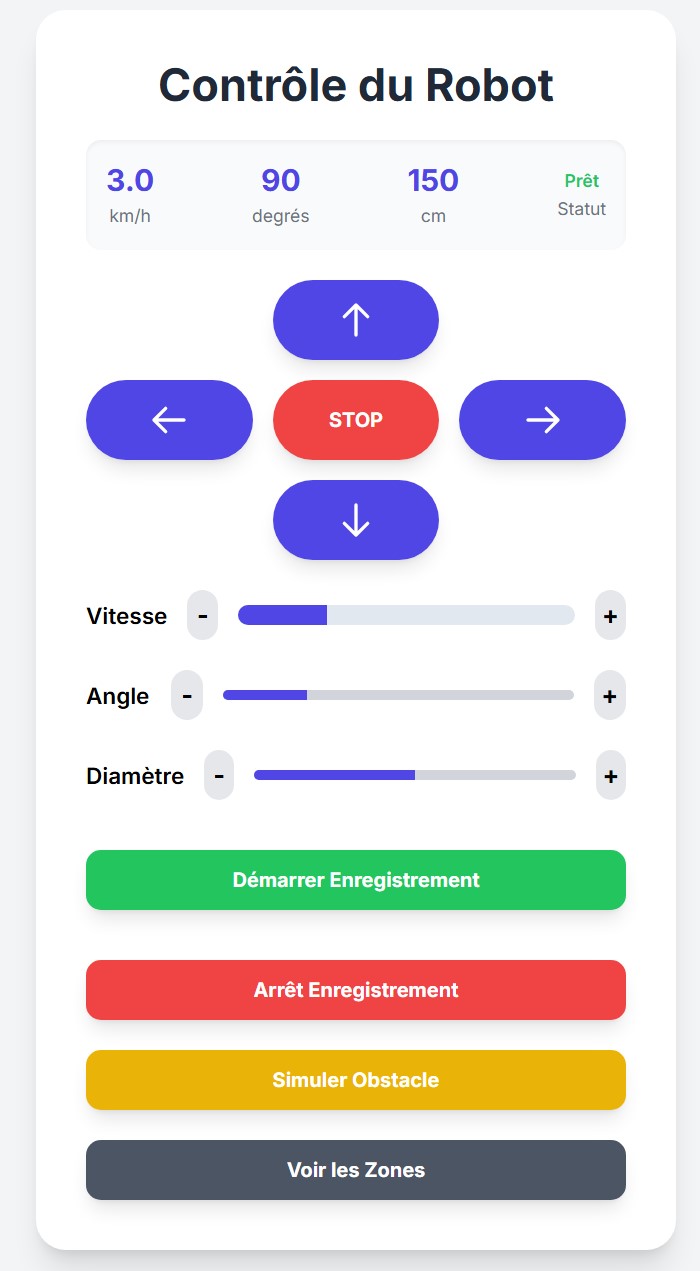 Contrôle du Robot
3.0 90 150 Prêt
km/h degrés cm Statut
STOP
Vitesse - +
Angle - +
Diamètre - +
Démarrer Enregistrement
Arrêt Enregistrement
Simuler Obstacle
Voir les Zones